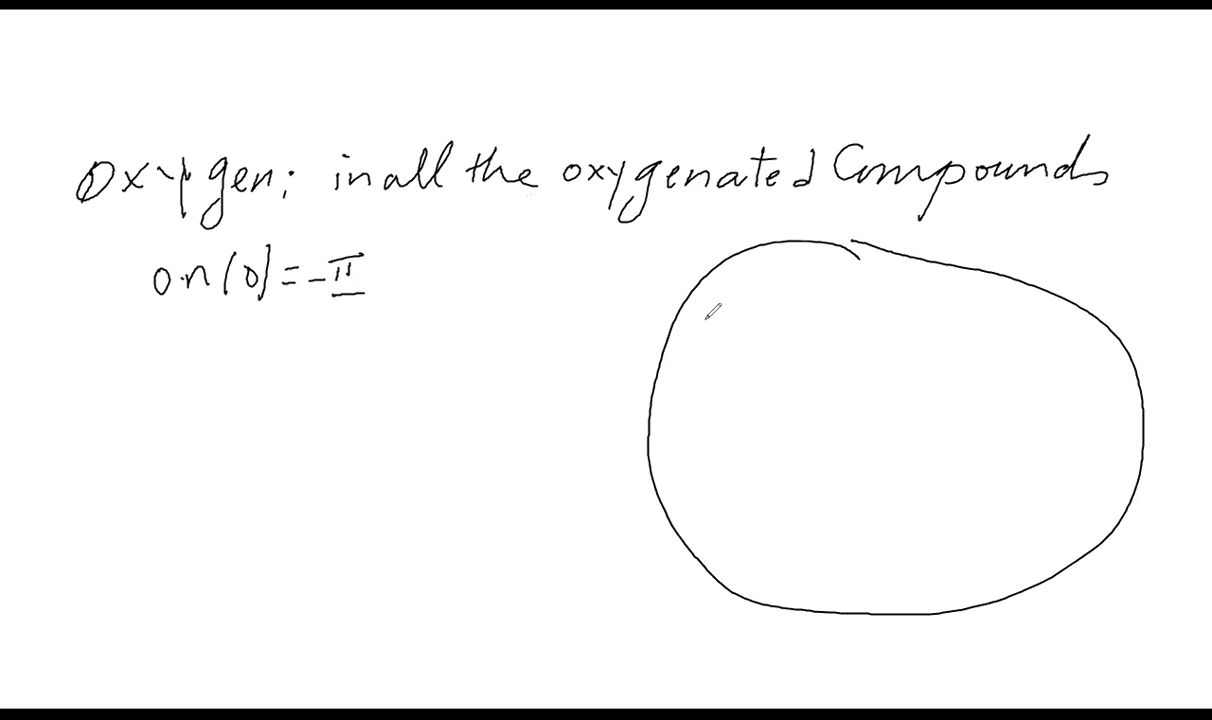 Oxygen: in all the oxygenated Compounds
o.n(O) = -II